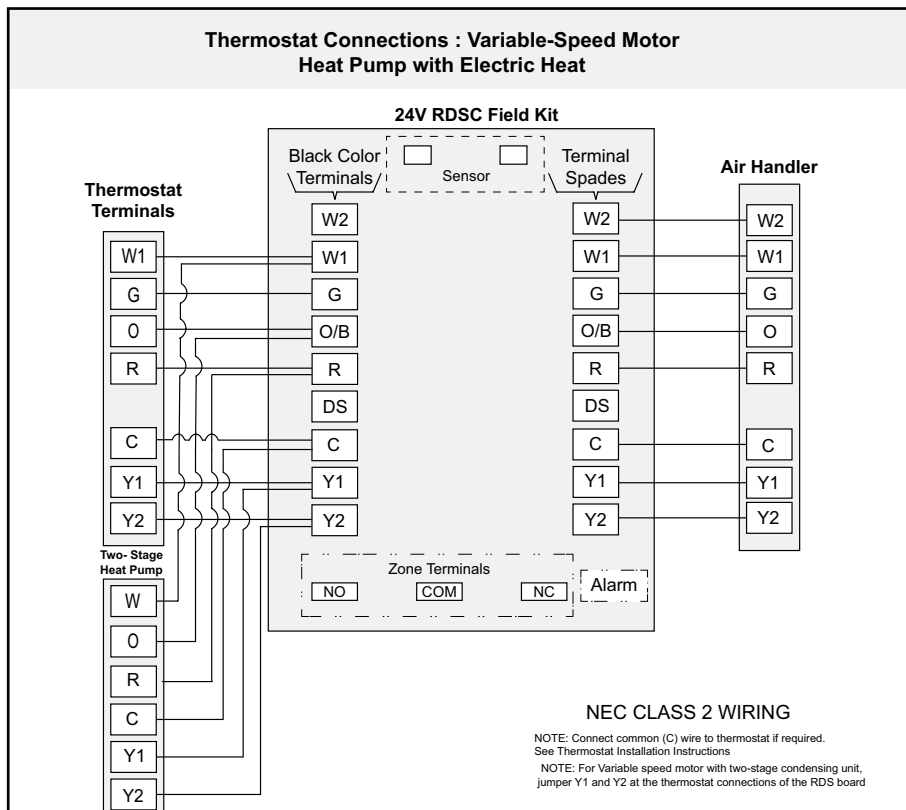 Thermostat Connections : Variable-Speed Motor
Heat Pump with Electric Heat
24V RDSC Field Kit
Black Color
Terminals
Sensor
Terminal
Spades
Air Handler
Thermostat
Terminals
W1
G
O
R
C
Y1
Y2
W2
W1
G
O/B
R
DS
C
Y1
Y2
W2
W1
G
O/B
R
DS
C
Y1
Y2
W2
W1
G
O
R
C
Y1
Y2
Two- Stage
Heat Pump
W
O
R
C
Y1
Y2
Zone Terminals
NO
COM
NC
Alarm
NEC CLASS 2 WIRING
NOTE: Connect common (C) wire to thermostat if required.
See Thermostat Installation Instructions
NOTE: For Variable speed motor with two-stage condensing unit,
jumper Y1 and Y2 at the thermostat connections of the RDS board